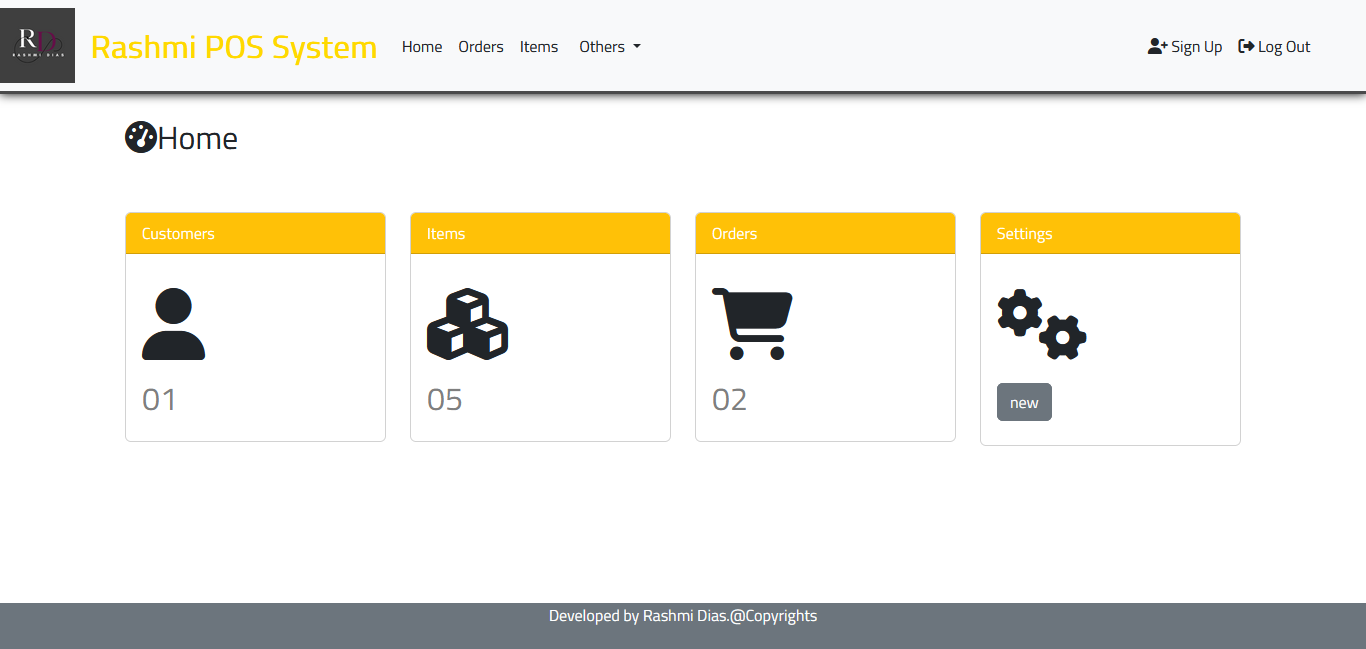 RD
RASHMI DIAS
Rashmi POS System
Home
Orders
Items
Others
Sign Up
Log Out
Home
Customers
Items
Orders
Settings
01
05
02
new
Developed by Rashmi Dias.@Copyrights